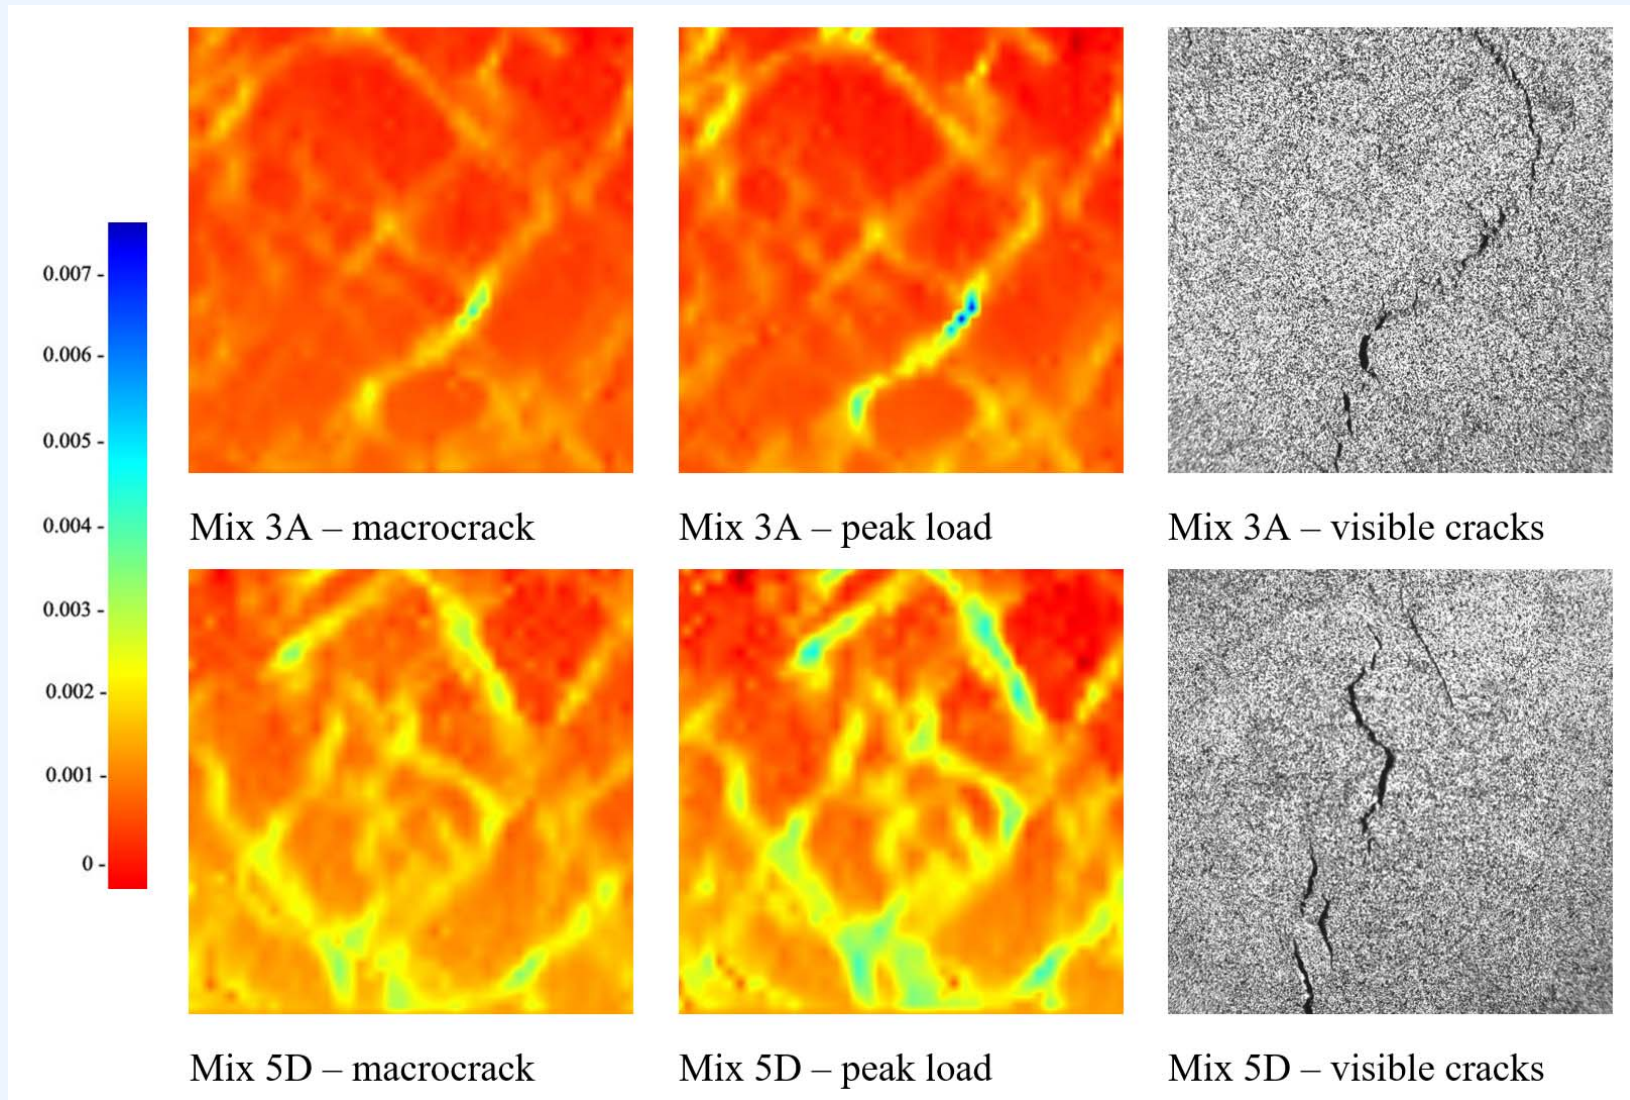 0.007 -
0.006 -
0.005 -
0.004 -
0.003 -
0.002 -
0.001 -
0 -
Mix 3A – macrocrack
Mix 3A – peak load
Mix 3A – visible cracks
Mix 5D – macrocrack
Mix 5D – peak load
Mix 5D – visible cracks